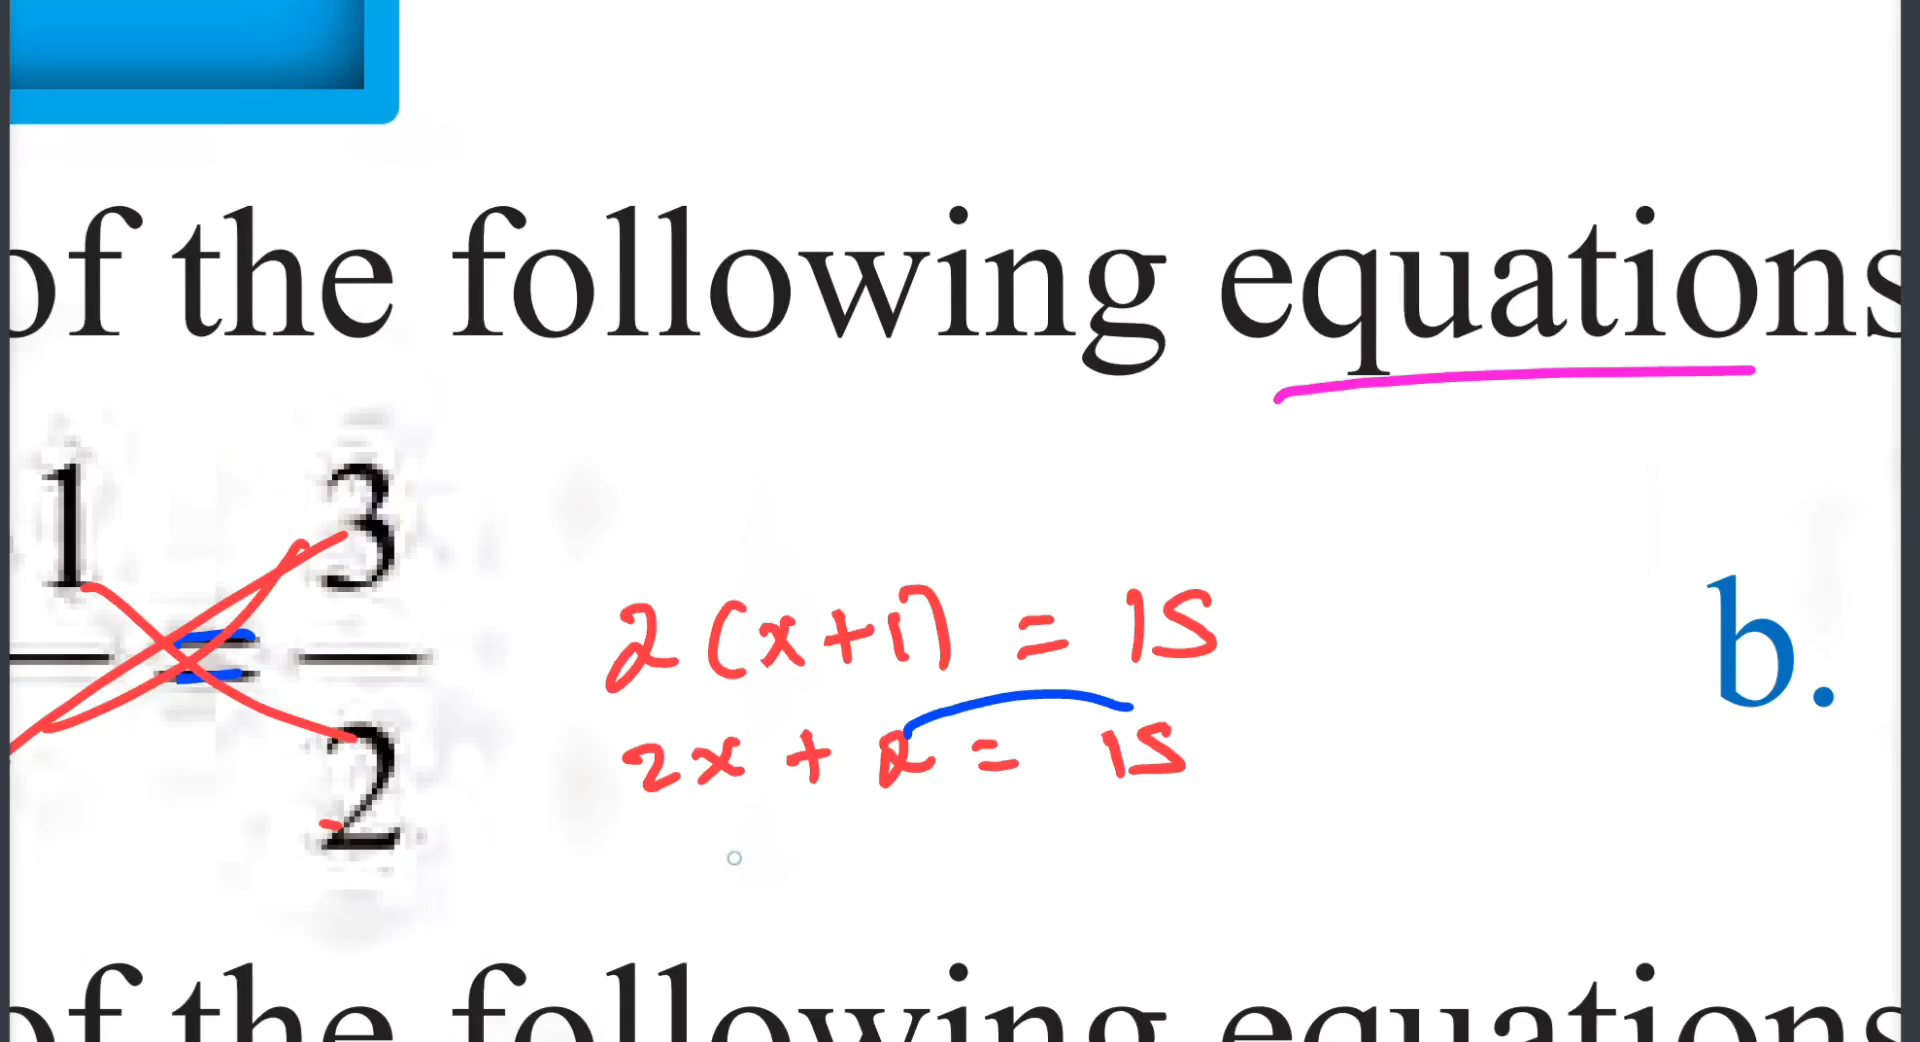 of the following equations
1 = 3
2
2(x+1) = 15
2x + 2 = 15
b.
of the following equations